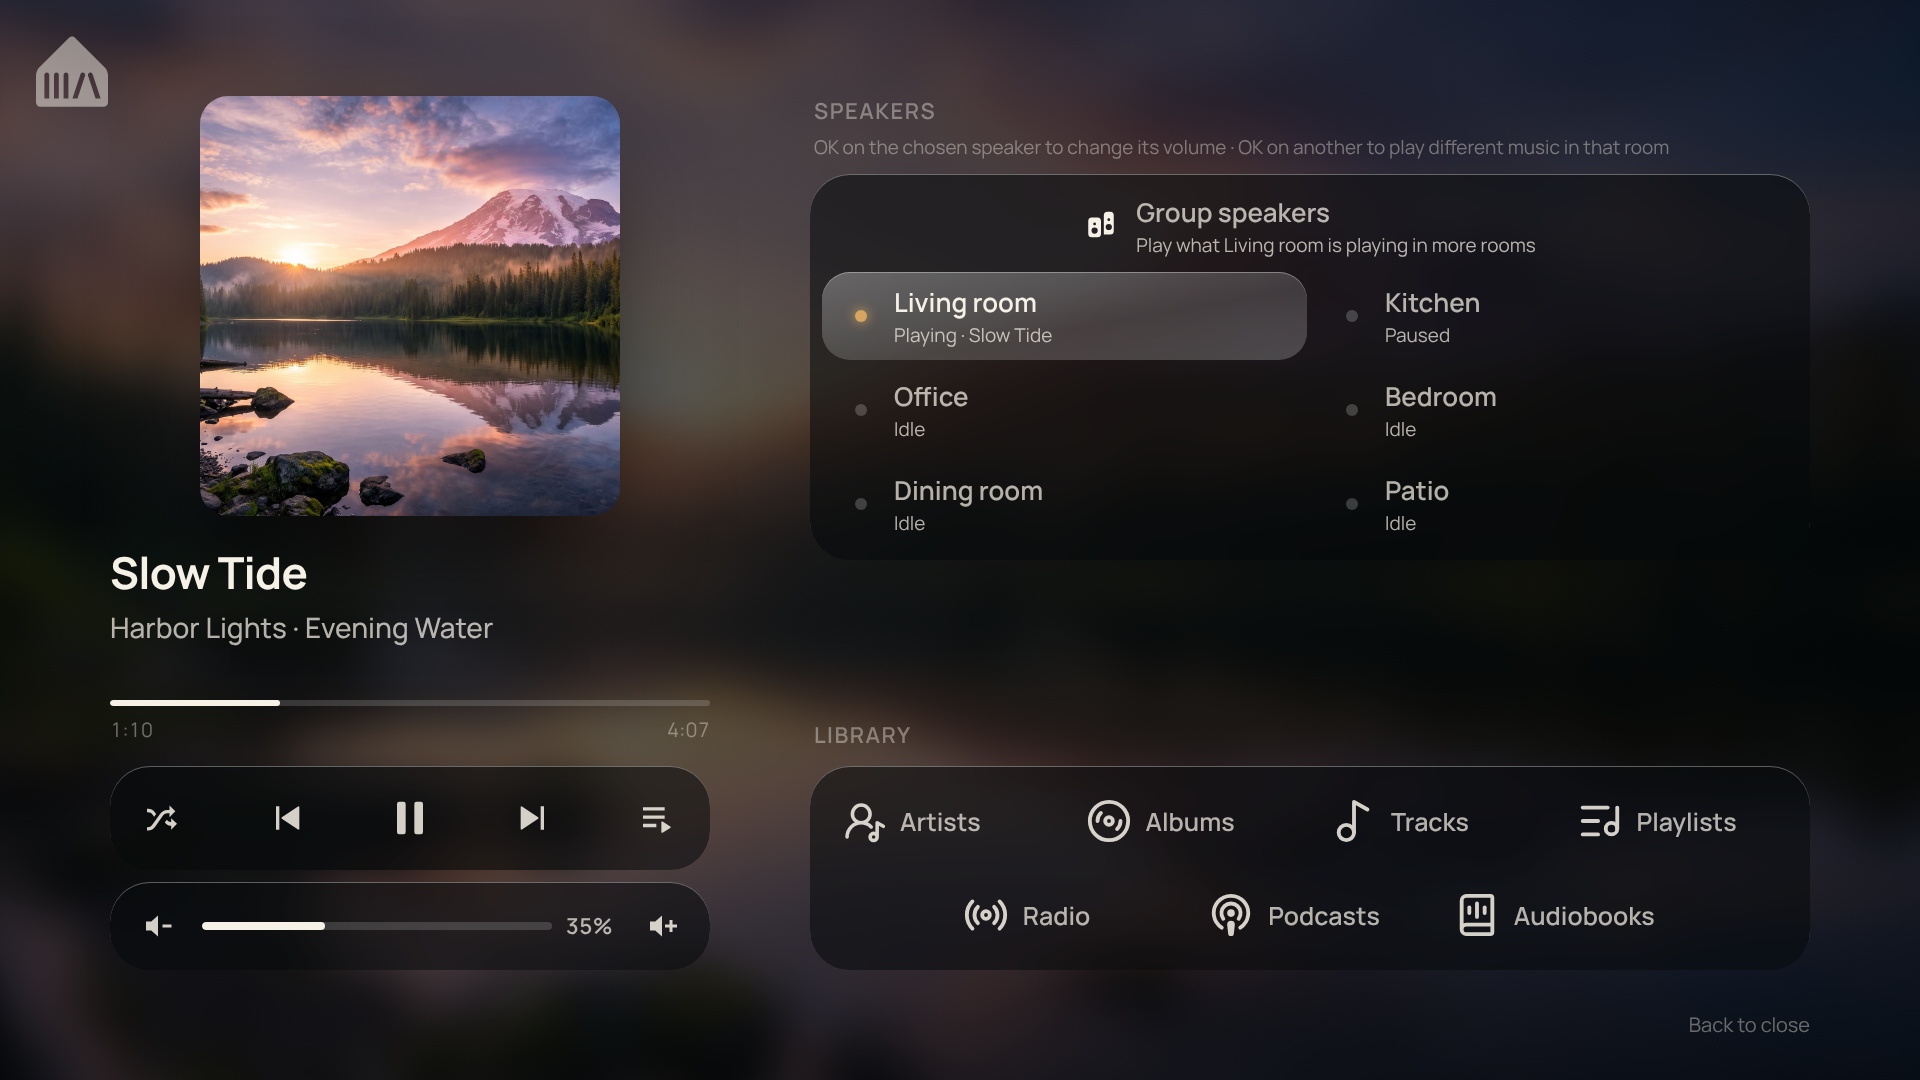 Slow Tide
Harbor Lights · Evening Water
1:10
4:07
35%
SPEAKERS
OK on the chosen speaker to change its volume · OK on another to play different music in that room
Group speakers
Play what Living room is playing in more rooms
Living room
Playing · Slow Tide
Kitchen
Paused
Office
Idle
Bedroom
Idle
Dining room
Idle
Patio
Idle
LIBRARY
Artists
Albums
Tracks
Playlists
Radio
Podcasts
Audiobooks
Back to close